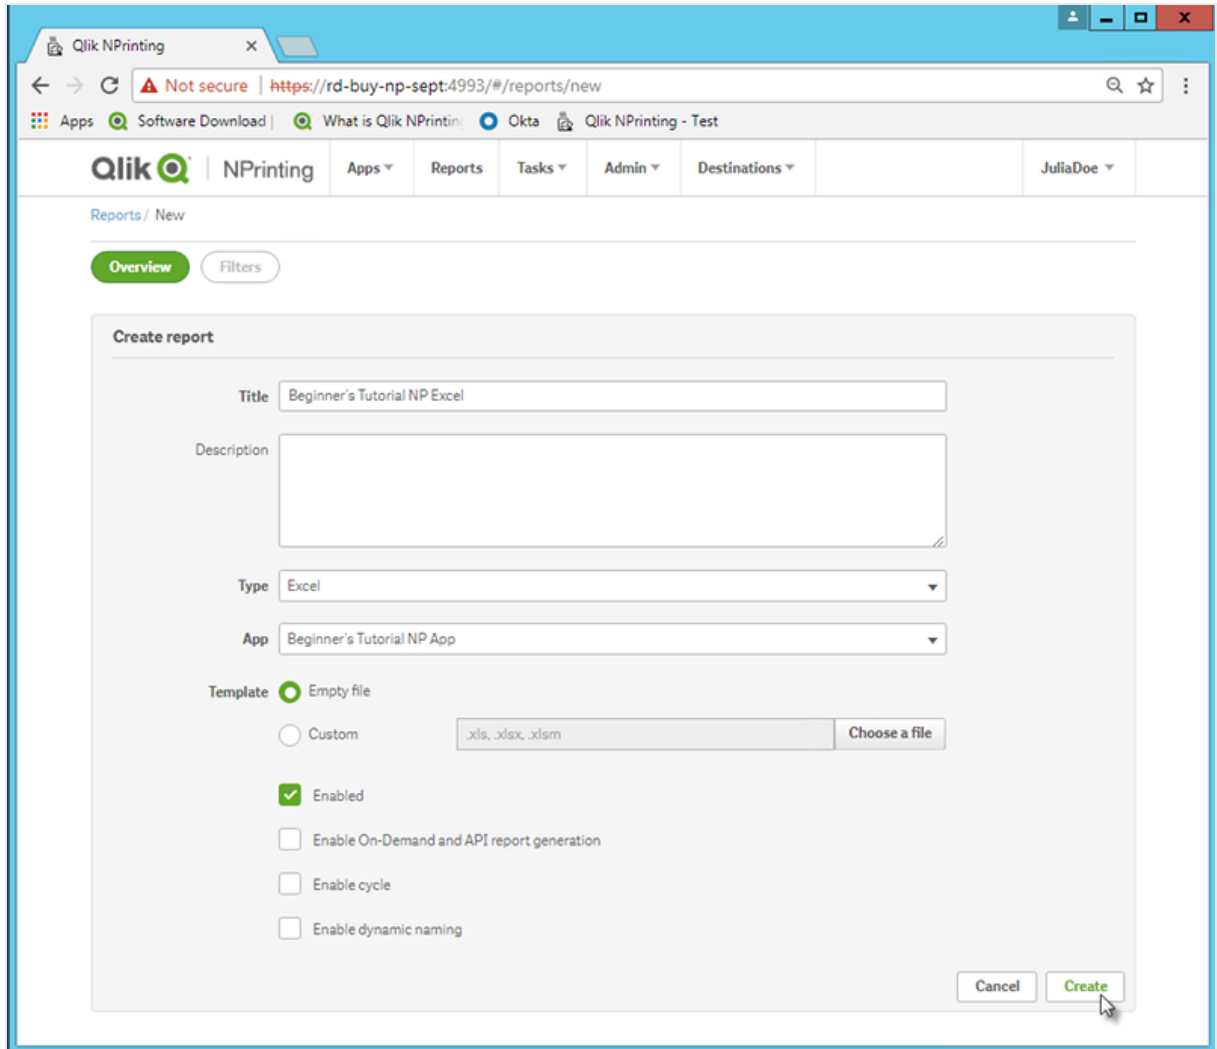 Qlik NPrinting
Not secure https://rd-buy-np-sept:4993/#/reports/new
Apps Software Download | What is Qlik NPrintin Okta Qlik NPrinting - Test
Qlik NPrinting Apps Reports Tasks Admin Destinations JuliaDoe
Reports / New
Overview Filters
Create report
Title Beginner's Tutorial NP Excel
Description
Type Excel
App Beginner's Tutorial NP App
Template Empty file
Custom .xls, .xlsx, .xlsm Choose a file
Enabled
Enable On-Demand and API report generation
Enable cycle
Enable dynamic naming
Cancel Create